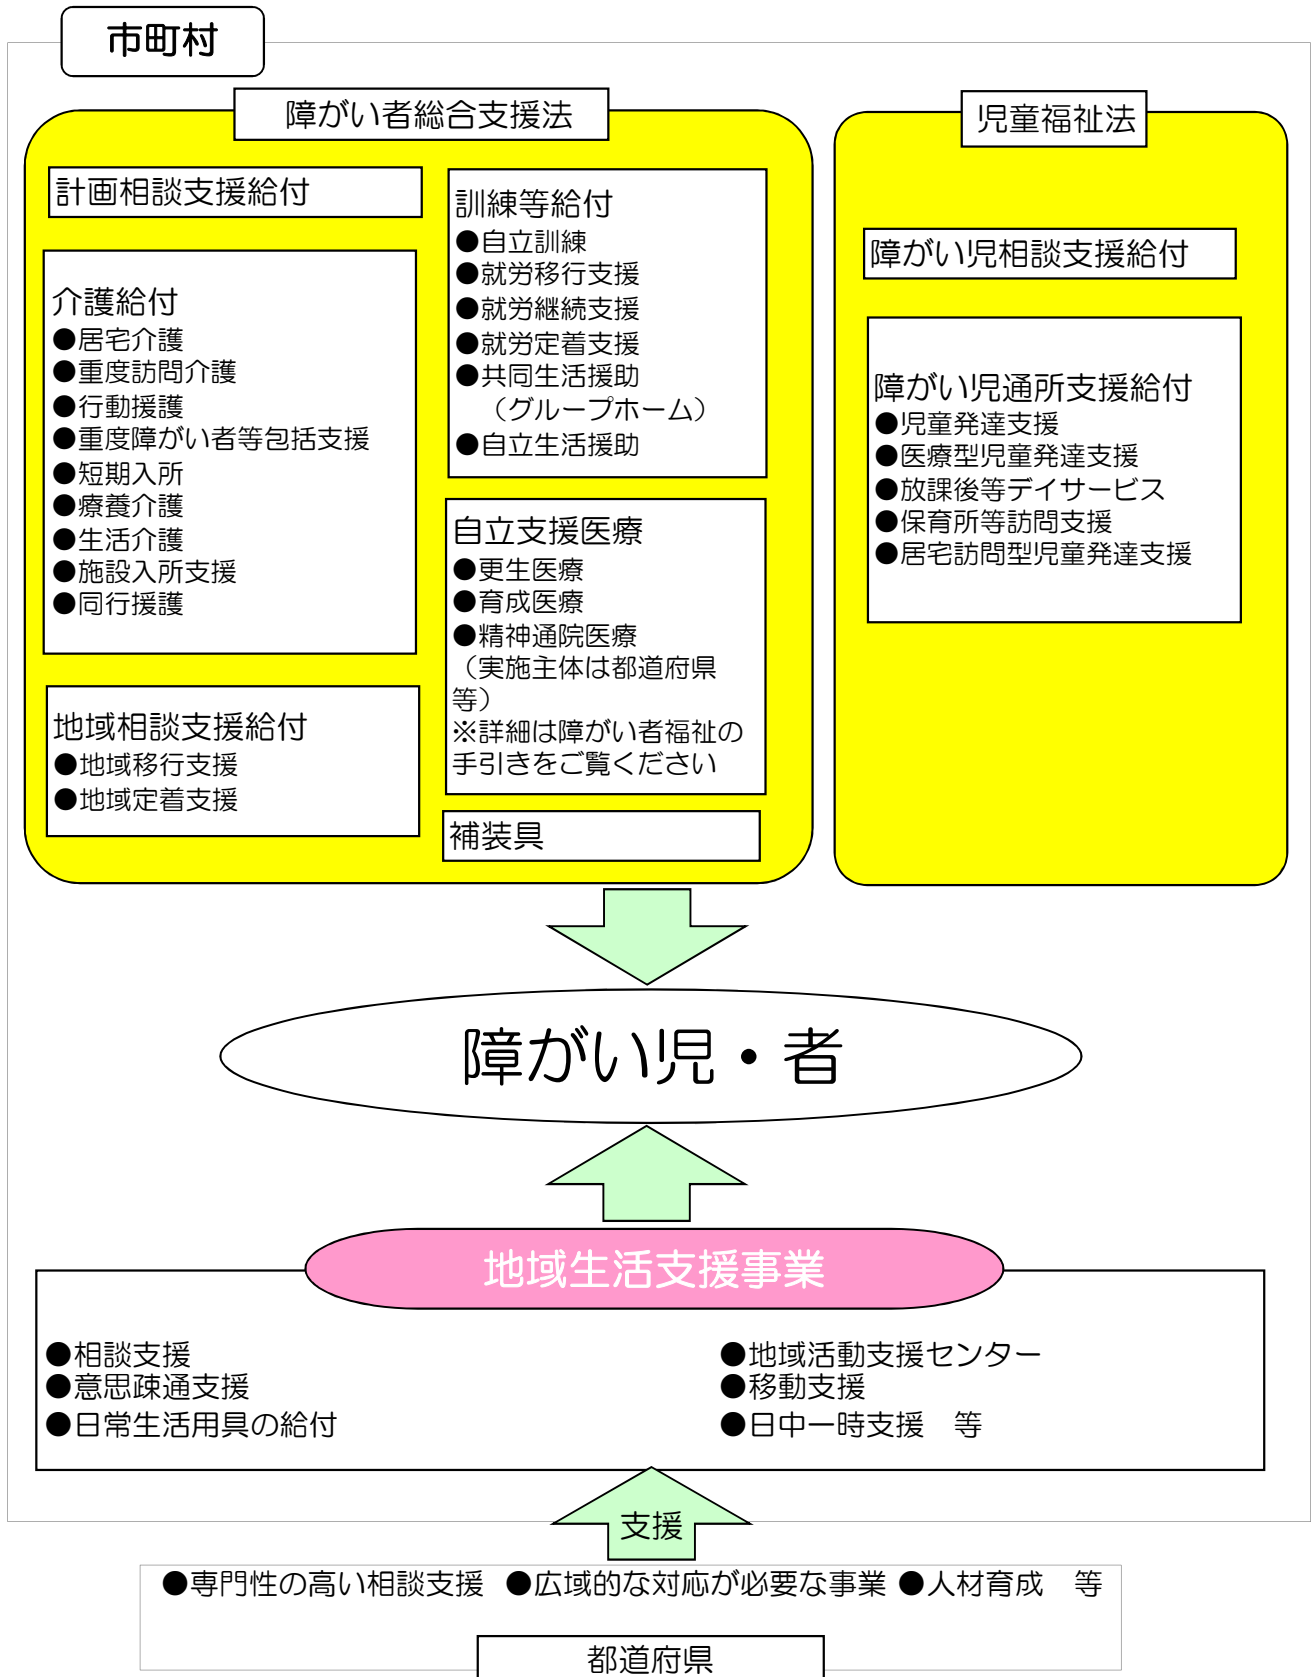 市町村
障がい者総合支援法
計画相談支援給付
介護給付
●居宅介護
●重度訪問介護
●行動援護
●重度障がい者等包括支援
●短期入所
●療養介護
●生活介護
●施設入所支援
●同行援護
地域相談支援給付
●地域移行支援
●地域定着支援
訓練等給付
●自立訓練
●就労移行支援
●就労継続支援
●就労定着支援
●共同生活援助
（グループホーム）
●自立生活援助
自立支援医療
●更生医療
●育成医療
●精神通院医療
（実施主体は都道府県
等）
※詳細は障がい者福祉の
手引きをご覧ください
補装具
児童福祉法
障がい児相談支援給付
障がい児通所支援給付
●児童発達支援
●医療型児童発達支援
●放課後等デイサービス
●保育所等訪問支援
●居宅訪問型児童発達支援
障がい児・者
地域生活支援事業
●相談支援
●意思疎通支援
●日常生活用具の給付
●地域活動支援センター
●移動支援
●日中一時支援　等
支援
●専門性の高い相談支援 ●広域的な対応が必要な事業 ●人材育成　等
都道府県